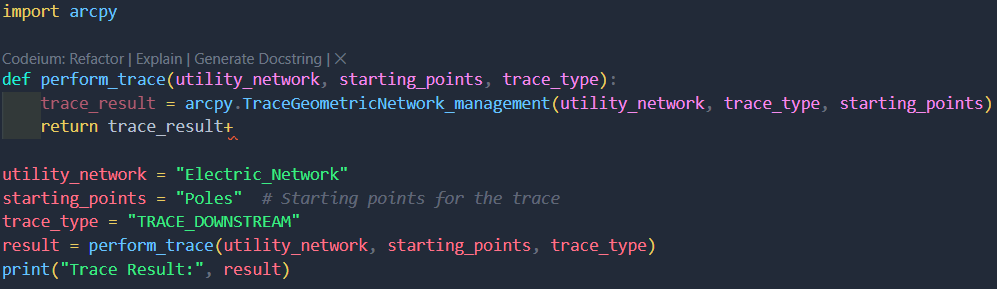 import arcpy
Codeium: Refactor | Explain | Generate Docstring | ✕
def perform_trace(utility_network, starting_points, trace_type):
    trace_result = arcpy.TraceGeometricNetwork_management(utility_network, trace_type, starting_points)
    return trace_result+
utility_network = "Electric_Network"
starting_points = "Poles"  # Starting points for the trace
trace_type = "TRACE_DOWNSTREAM"
result = perform_trace(utility_network, starting_points, trace_type)
print("Trace Result:", result)